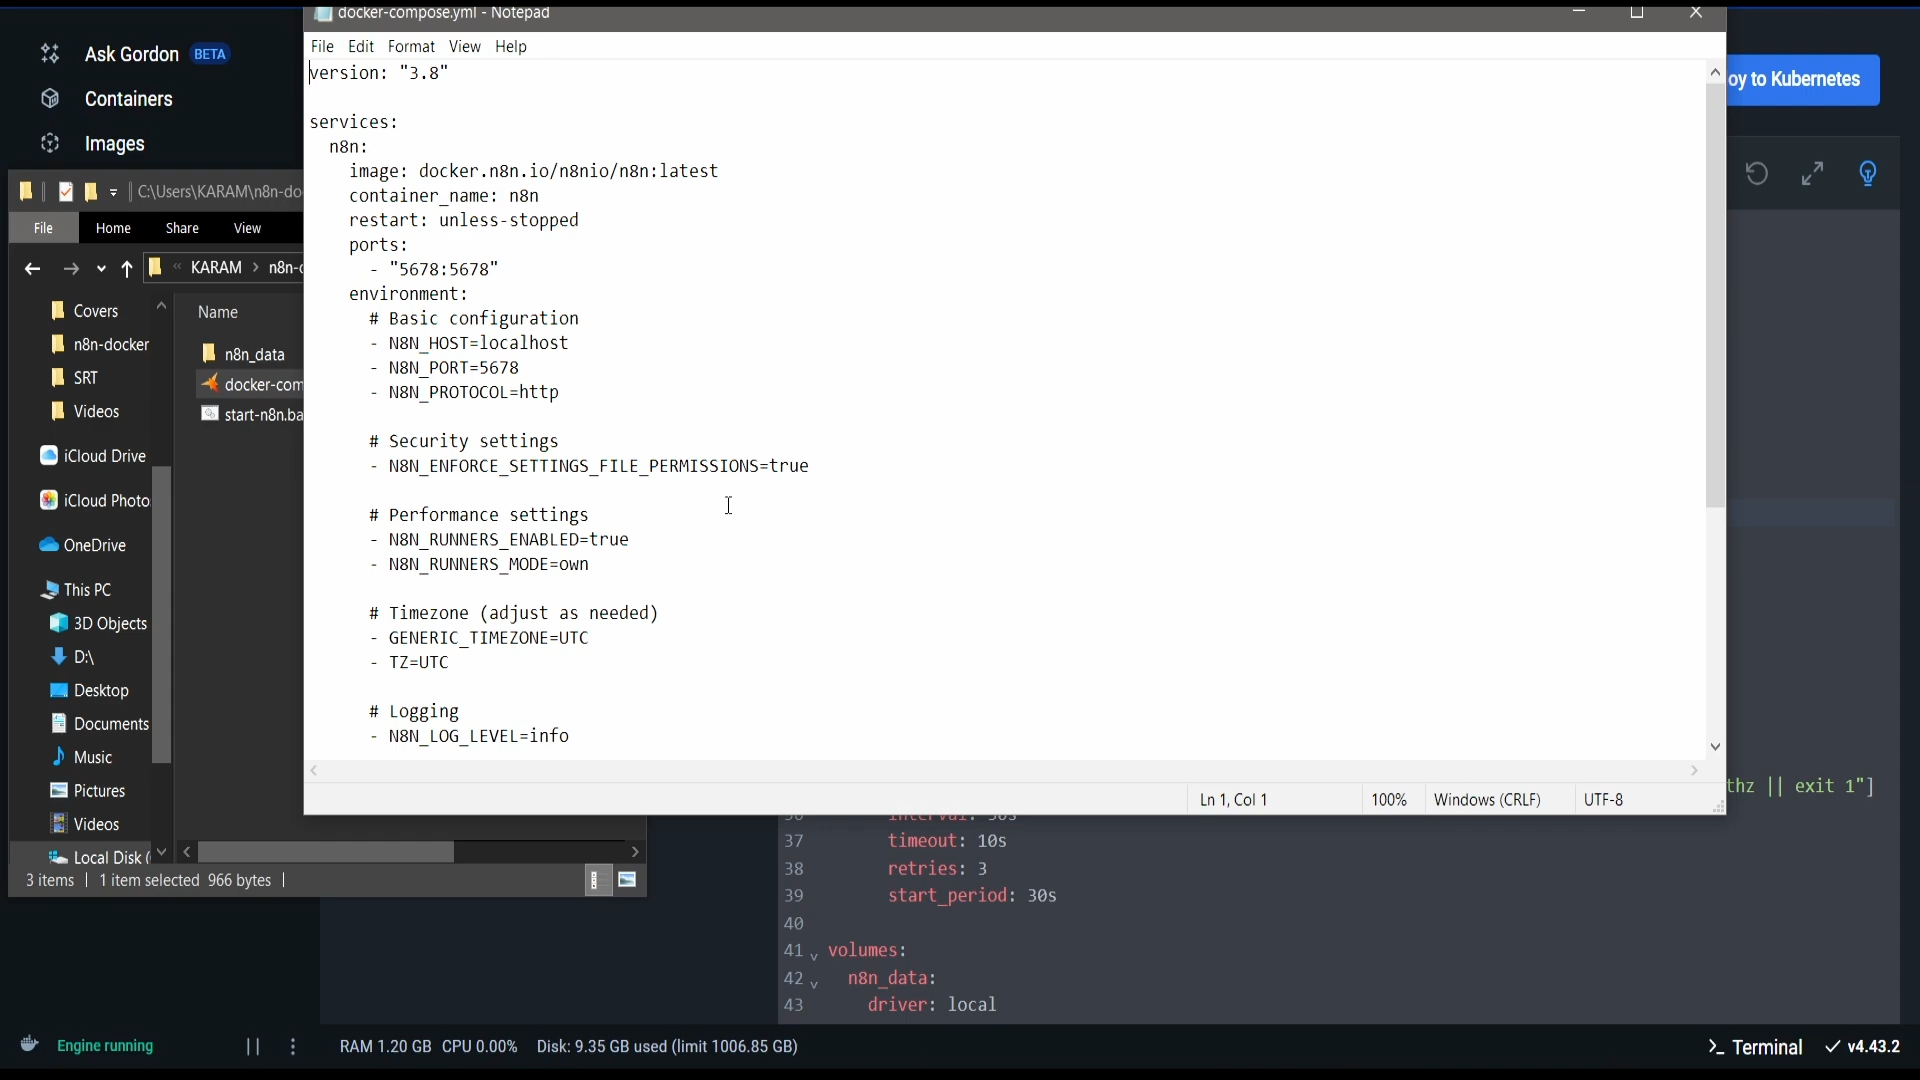 docker-compose.yml - Notepad
File Edit Format View Help
version: "3.8"
services:
n8n:
image: docker.n8n.io/n8nio/n8n:latest
container_name: n8n
restart: unless-stopped
ports:
- "5678:5678"
environment:
# Basic configuration
- N8N_HOST=localhost
- N8N_PORT=5678
- N8N_PROTOCOL=http
# Security settings
- N8N_ENFORCE_SETTINGS_FILE_PERMISSIONS=true
# Performance settings
- N8N_RUNNERS_ENABLED=true
- N8N_RUNNERS_MODE=own
# Timezone (adjust as needed)
- GENERIC_TIMEZONE=UTC
- TZ=UTC
# Logging
- N8N_LOG_LEVEL=info
Ln 1, Col 1 100% Windows (CRLF) UTF-8
Ask Gordon BETA
Containers
Images
oy to Kubernetes
C:\Users\KARAM\n8n-do
File Home Share View
« KARAM > n8n-
Name
n8n_data
docker-com
start-n8n.ba
Covers
n8n-docker
SRT
Videos
iCloud Drive
iCloud Photo
OneDrive
This PC
3D Objects
D:\
Desktop
Documents
Music
Pictures
Videos
Local Disk (
3 items 1 item selected 966 bytes
thz || exit 1"]
37 timeout: 10s
38 retries: 3
39 start_period: 30s
40
41 volumes:
42 n8n_data:
43 driver: local
Engine running
RAM 1.20 GB CPU 0.00% Disk: 9.35 GB used (limit 1006.85 GB)
>_ Terminal
v4.43.2